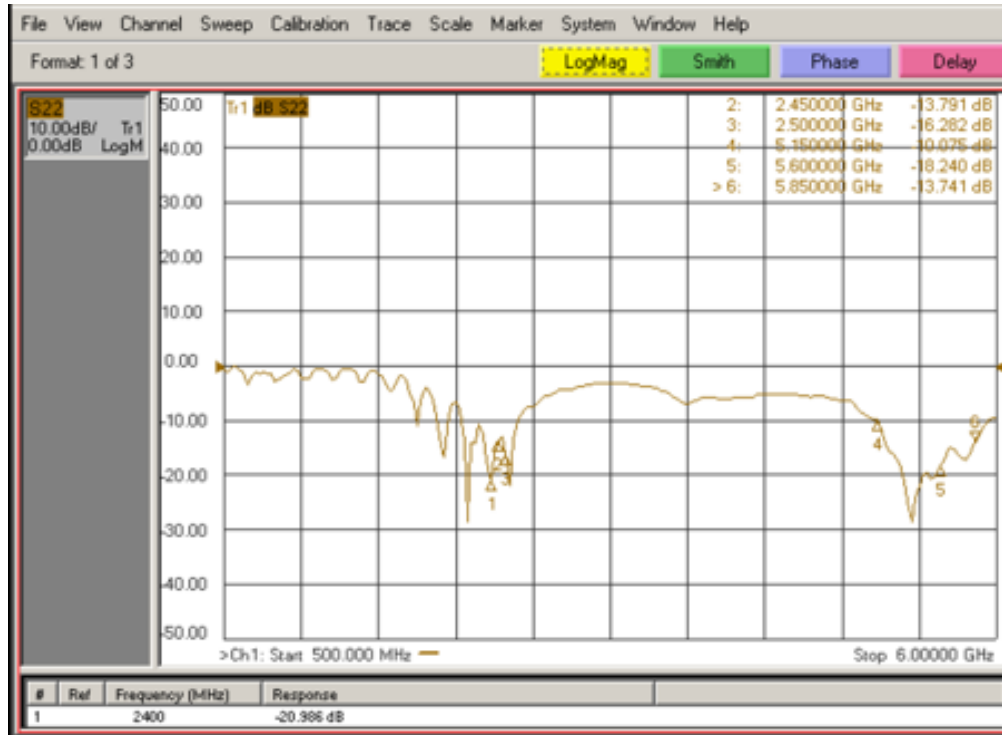 File View Channel Sweep Calibration Trace Scale Marker System Window Help
Format: 1 of 3 LogMag Smith Phase Delay
S22
10.00dB/ Tr1
0.00dB LogM
Tr1 dB S22
2: 2.450000 GHz -13.791 dB
3: 2.500000 GHz -16.282 dB
4: 5.150000 GHz -10.075 dB
5: 5.600000 GHz -18.240 dB
> 6: 5.850000 GHz -13.741 dB
50.00
40.00
30.00
20.00
10.00
0.00
-10.00
-20.00
-30.00
-40.00
-50.00
1
3
4
5
>Ch1: Start 500.000 MHz
Stop 6.00000 GHz
# Ref Frequency (MHz) Response
1 2400 -20.986 dB